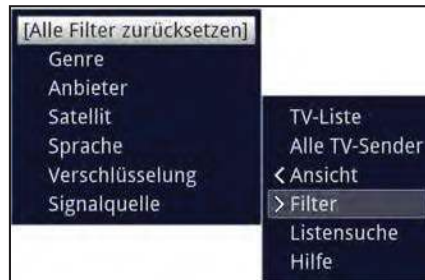 [Alle Filter zurücksetzen]
Genre
Anbieter
Satellit
Sprache
Verschlüsselung
Signalquelle
TV-Liste
Alle TV-Sender
< Ansicht
> Filter
Listensuche
Hilfe